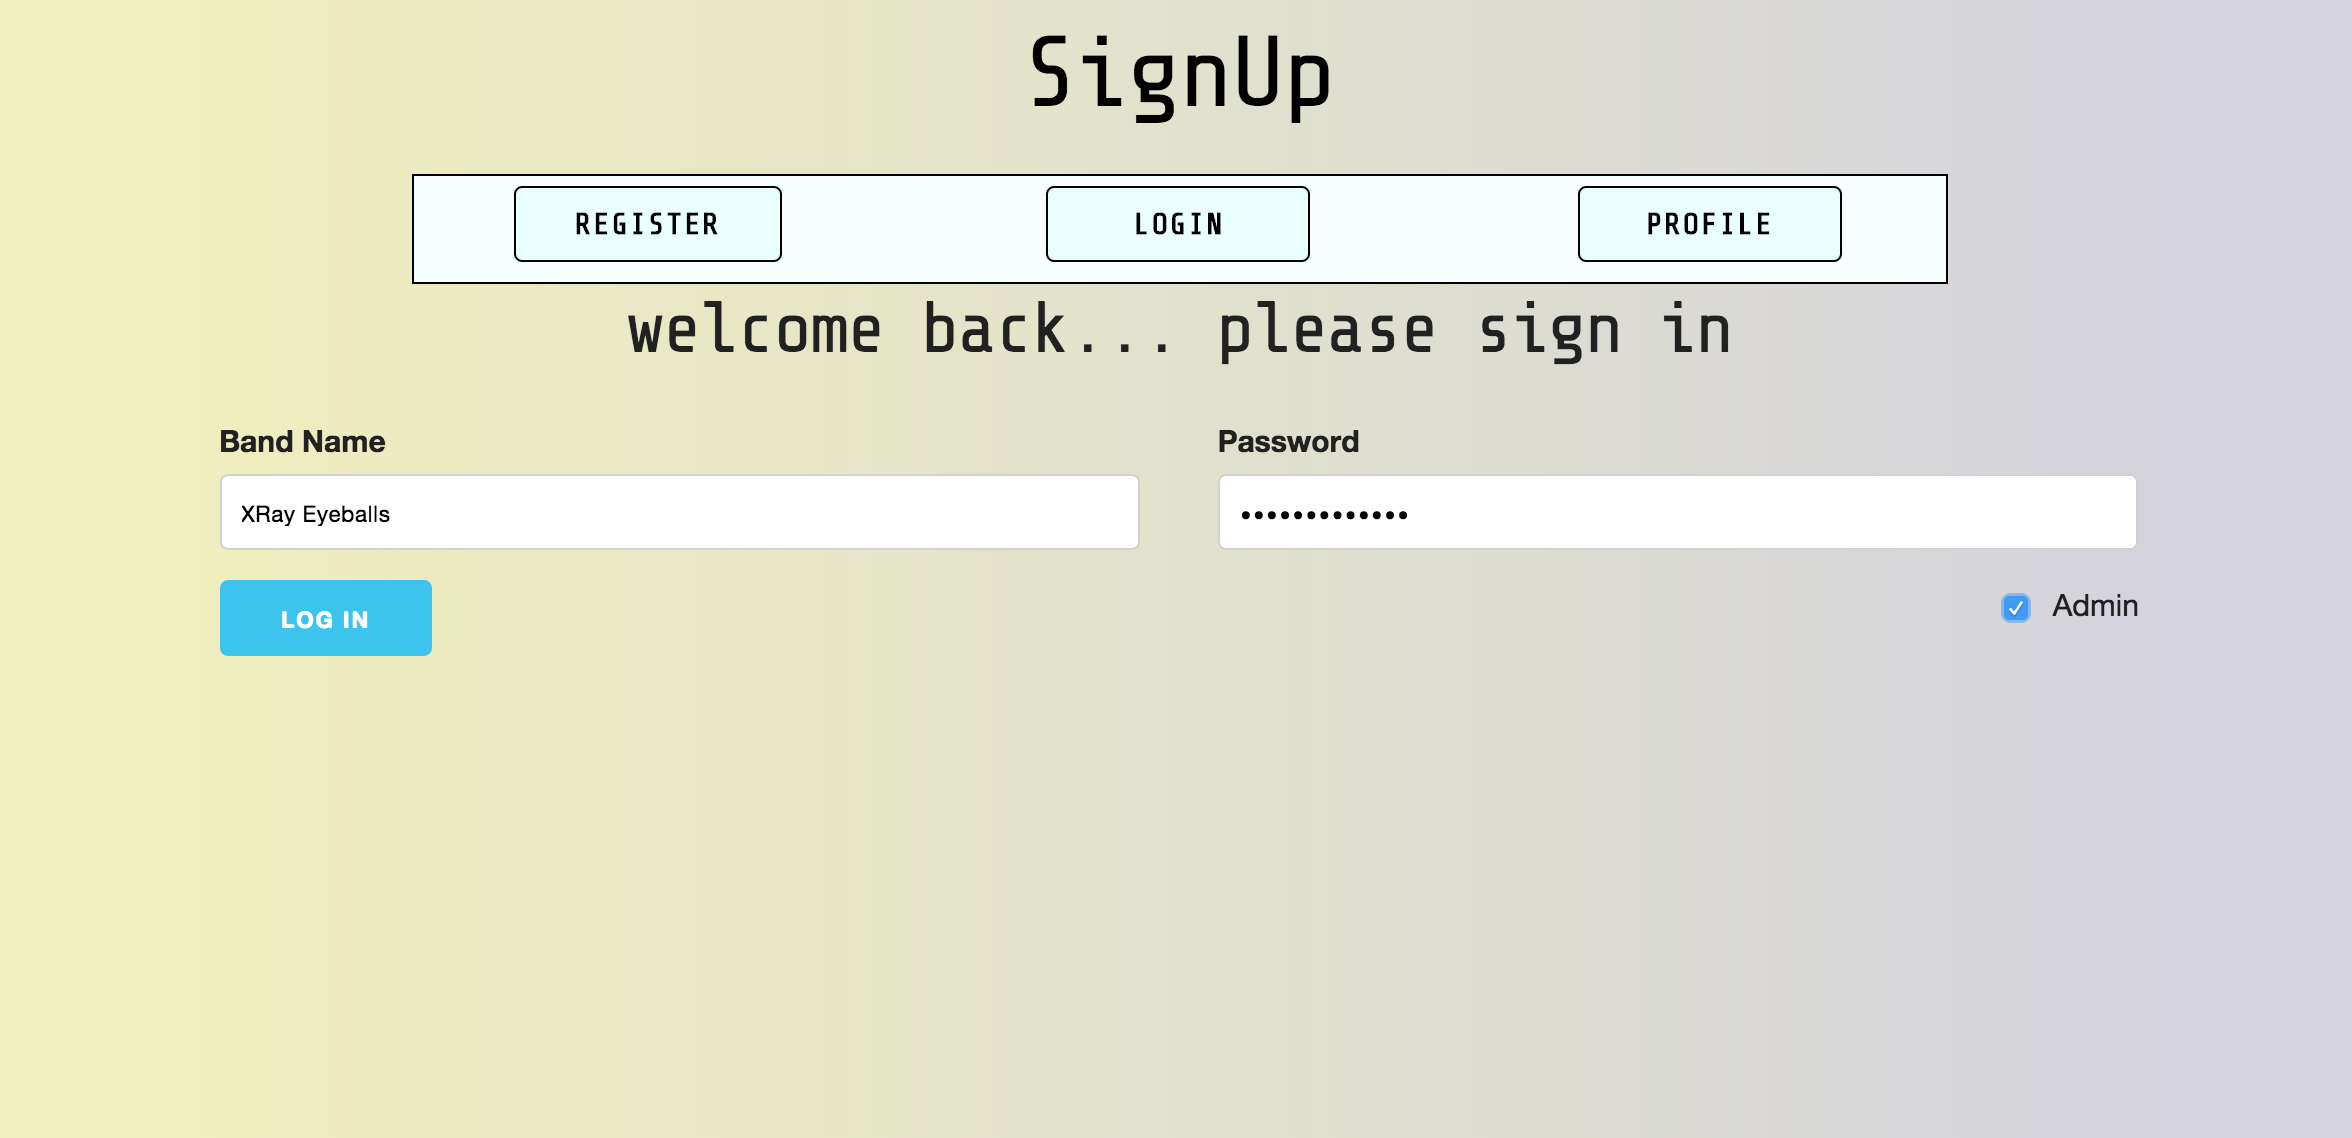 SignUp
REGISTER LOGIN PROFILE
welcome back... please sign in
Band Name Password
XRay Eyeballs •••••••••••••
LOG IN Admin